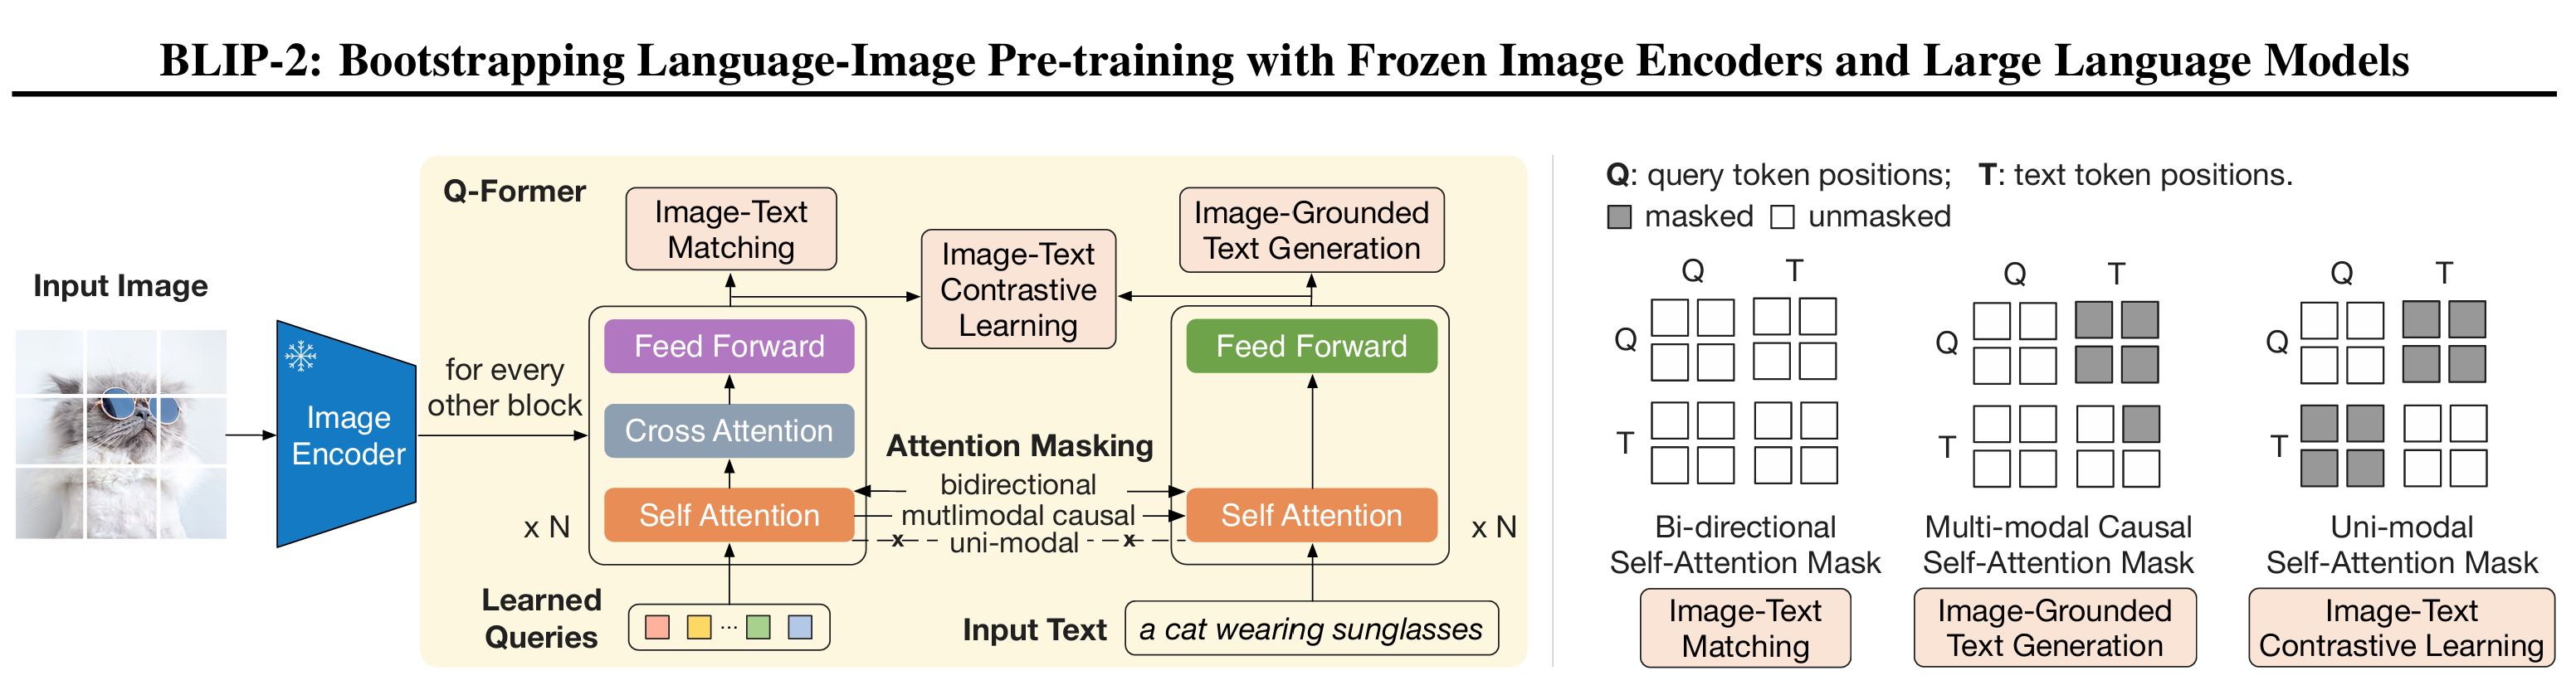 BLIP-2: Bootstrapping Language-Image Pre-training with Frozen Image Encoders and Large Language Models
Input Image
Image
Encoder
for every
other block
Q-Former
Image-Text
Matching
Image-Text
Contrastive
Learning
Image-Grounded
Text Generation
Feed Forward
Cross Attention
Self Attention
x N
Learned
Queries
...
Attention Masking
bidirectional
mutlimodal causal
x uni-modal x
Feed Forward
Self Attention
x N
Input Text
a cat wearing sunglasses
Q: query token positions; T: text token positions.
masked unmasked
Q T
Q
T
Bi-directional
Self-Attention Mask
Image-Text
Matching
Q T
Q
T
Multi-modal Causal
Self-Attention Mask
Image-Grounded
Text Generation
Q T
Q
T
Uni-modal
Self-Attention Mask
Image-Text
Contrastive Learning